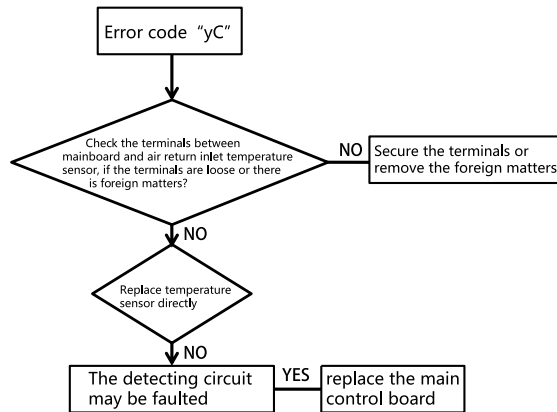 Error code “yC”
Check the terminals between
mainboard and air return inlet temperature
sensor, if the terminals are loose or there
is foreign matters?
NO
Secure the terminals or
remove the foreign matters
NO
Replace temperature
sensor directly
NO
The detecting circuit
may be faulted
YES
replace the main
control board